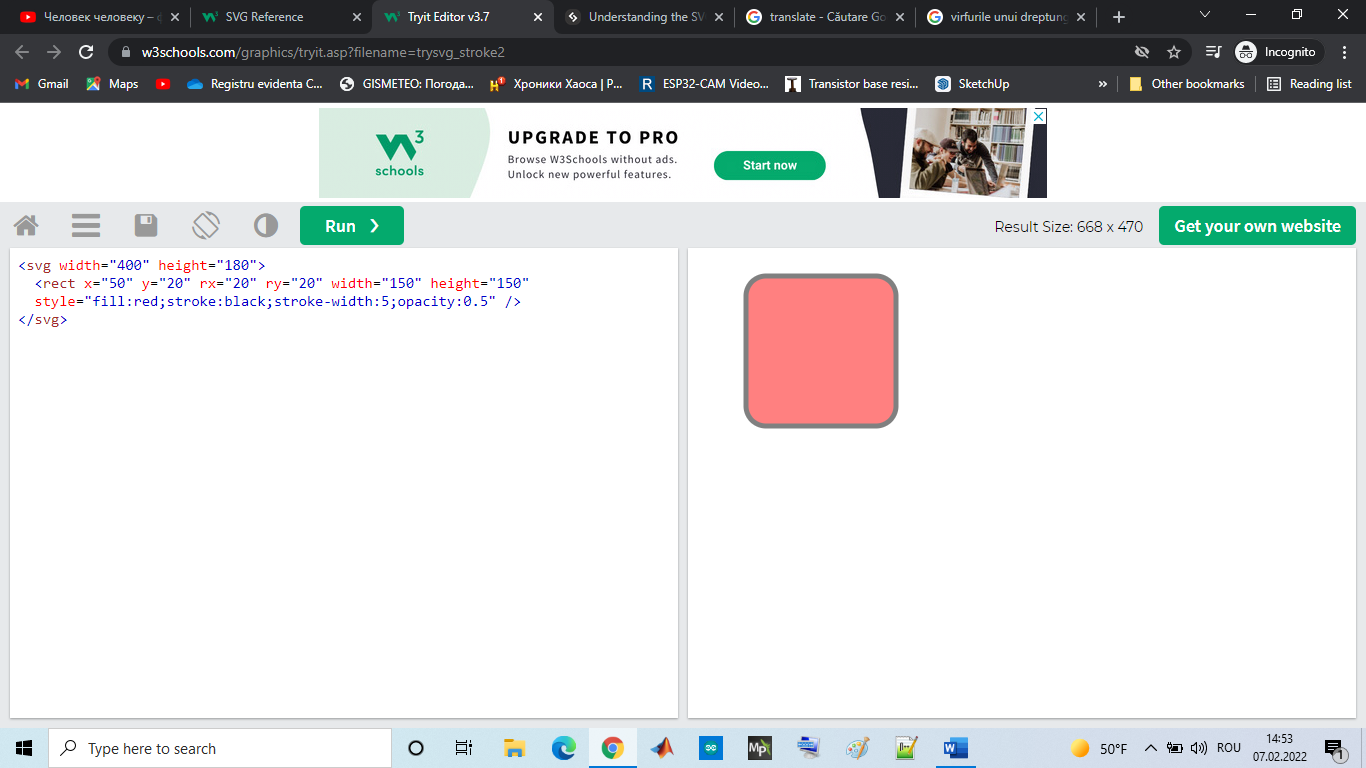 Человек человеку –
SVG Reference
Tryit Editor v3.7
Understanding the SV
translate - Căutare Go
virfurile unui dreptung
w3schools.com/graphics/tryit.asp?filename=trysvg_stroke2
Incognito
Gmail
Maps
Registru evidenta C...
GISMETEO: Погода...
Хроники Хаоса | Р...
ESP32-CAM Video...
Transistor base resi...
SketchUp
»
Other bookmarks
Reading list
w3
schools
UPGRADE TO PRO
Browse W3Schools without ads.
Unlock new powerful features.
Start now
Run ❯
Result Size: 668 x 470
Get your own website
<svg width="400" height="180">
<rect x="50" y="20" rx="20" ry="20" width="150" height="150"
style="fill:red;stroke:black;stroke-width:5;opacity:0.5" />
</svg>
Type here to search
50°F
ROU
14:53
07.02.2022
1